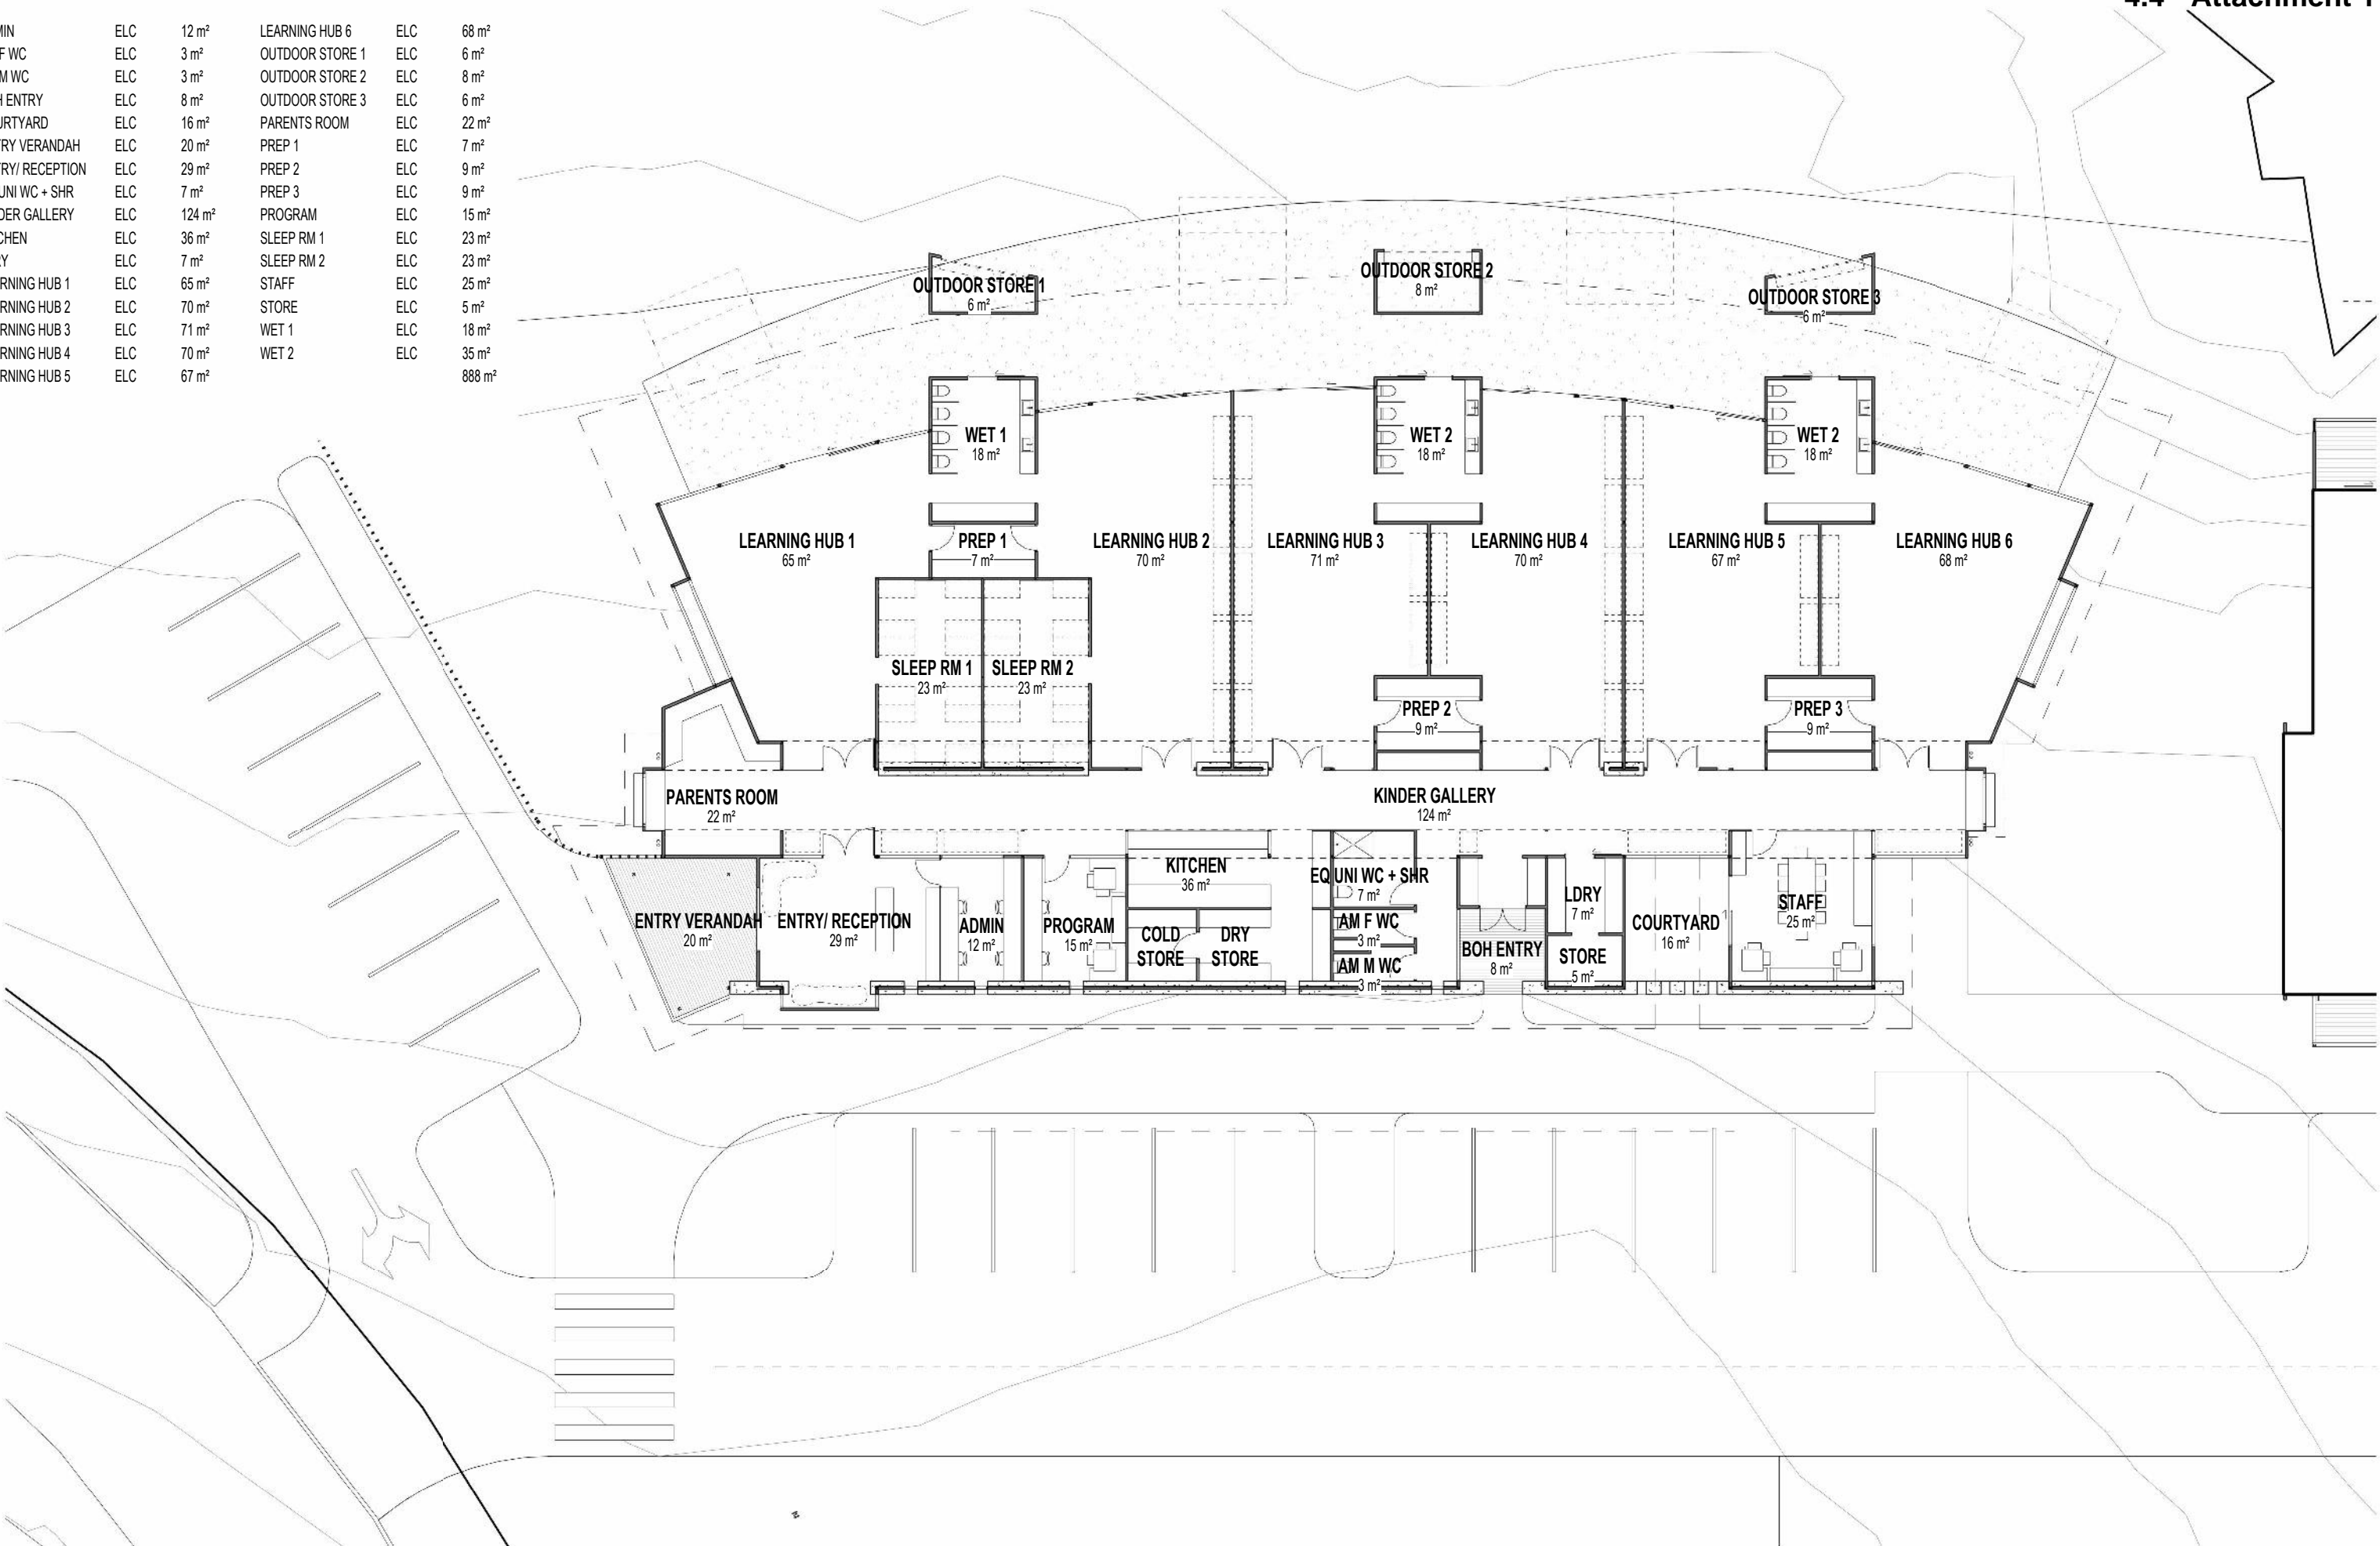 4.4 Attachment 1
MIN ELC 12 m² LEARNING HUB 6 ELC 68 m²
F WC ELC 3 m² OUTDOOR STORE 1 ELC 6 m²
M WC ELC 3 m² OUTDOOR STORE 2 ELC 8 m²
H ENTRY ELC 8 m² OUTDOOR STORE 3 ELC 6 m²
URTYARD ELC 16 m² PARENTS ROOM ELC 22 m²
TRY VERANDAH ELC 20 m² PREP 1 ELC 7 m²
TRY/ RECEPTION ELC 29 m² PREP 2 ELC 9 m²
UNI WC + SHR ELC 7 m² PREP 3 ELC 9 m²
DER GALLERY ELC 124 m² PROGRAM ELC 15 m²
CHEN ELC 36 m² SLEEP RM 1 ELC 23 m²
RY ELC 7 m² SLEEP RM 2 ELC 23 m²
RNING HUB 1 ELC 65 m² STAFF ELC 25 m²
RNING HUB 2 ELC 70 m² STORE ELC 5 m²
RNING HUB 3 ELC 71 m² WET 1 ELC 18 m²
RNING HUB 4 ELC 70 m² WET 2 ELC 35 m²
RNING HUB 5 ELC 67 m² 888 m²
OUTDOOR STORE 1
6 m²
OUTDOOR STORE 2
8 m²
OUTDOOR STORE 3
6 m²
WET 1
18 m²
WET 2
18 m²
WET 2
18 m²
LEARNING HUB 1
65 m²
PREP 1
7 m²
LEARNING HUB 2
70 m²
LEARNING HUB 3
71 m²
LEARNING HUB 4
70 m²
LEARNING HUB 5
67 m²
LEARNING HUB 6
68 m²
SLEEP RM 1
23 m²
SLEEP RM 2
23 m²
PREP 2
9 m²
PREP 3
9 m²
PARENTS ROOM
22 m²
KINDER GALLERY
124 m²
ENTRY VERANDAH
20 m²
ENTRY/ RECEPTION
29 m²
ADMIN
12 m²
PROGRAM
15 m²
KITCHEN
36 m²
COLD
STORE
DRY
STORE
EQ UNI WC + SHR
7 m²
AM F WC
3 m²
AM M WC
3 m²
BOH ENTRY
8 m²
LDRY
7 m²
STORE
5 m²
COURTYARD
16 m²
STAFF
25 m²